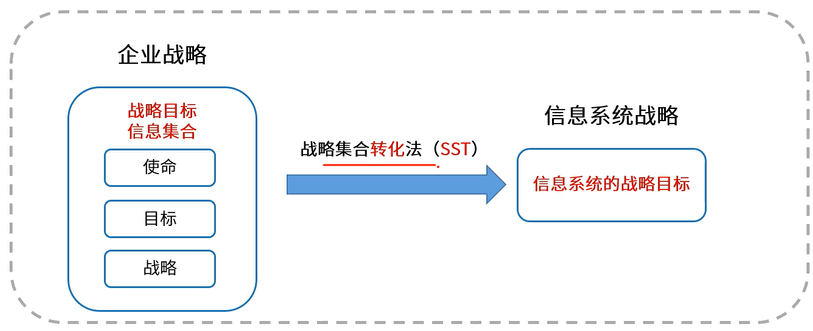 企业战略
战略目标
信息集合
使命
目标
战略
战略集合转化法（SST）
信息系统战略
信息系统的战略目标